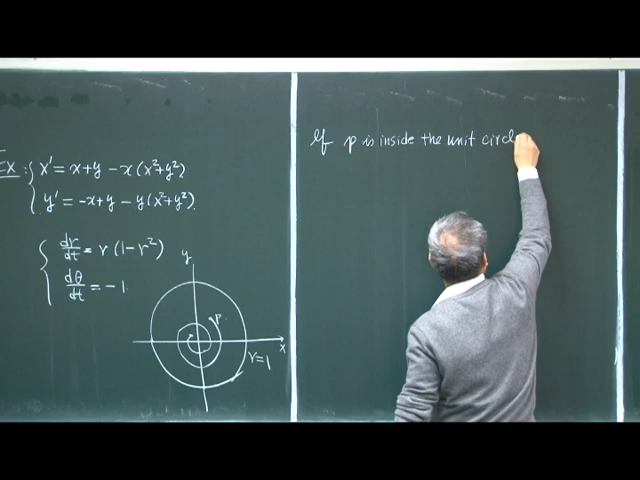 EX : x' = x+y - x(x²+y²)
y' = -x+y - y(x²+y²).
dr/dt = r(1-r²)
dθ/dt = -1.
y
P.
x
r=1
If p is inside the unit circl